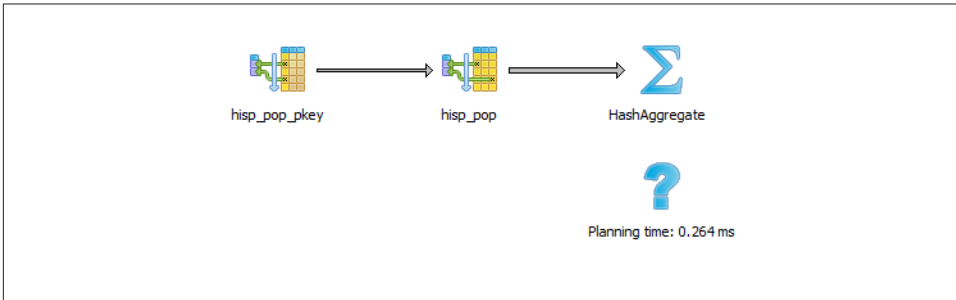 hisp_pop_pkey
hisp_pop
HashAggregate
Planning time: 0.264 ms